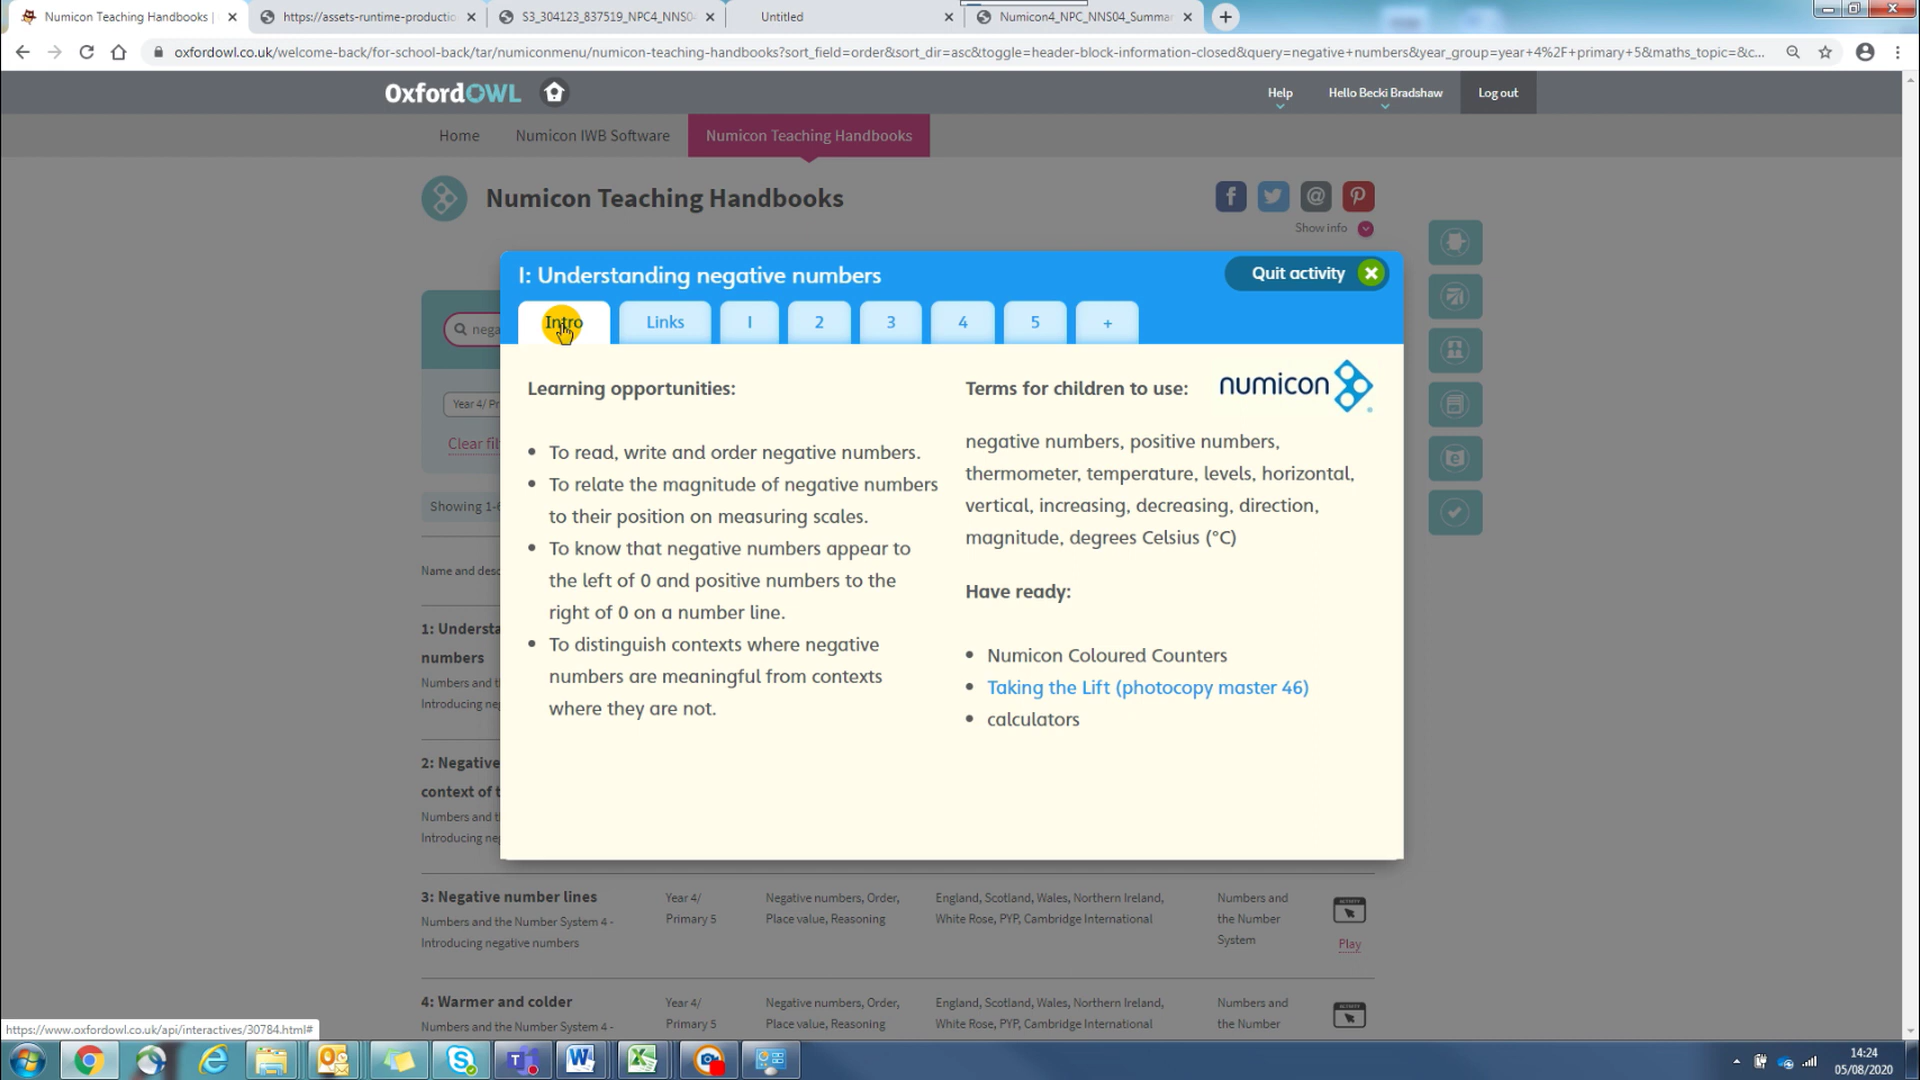 Numicon Teaching Handbooks |
https://assets-runtime-productio
S3_304123_837519_NPC4_NNS0
Untitled
Numicon4_NPC_NNS04_Summar
oxfordowl.co.uk/welcome-back/for-school-back/tar/numiconmenu/numicon-teaching-handbooks?sort_field=order&sort_dir=asc&toggle=header-block-information-closed&query=negative+numbers&year_group=year+4%2F+primary+5&maths_topic=&c...
OxfordOWL
Help
Hello Becki Bradshaw
Log out
Home
Numicon IWB Software
Numicon Teaching Handbooks
Numicon Teaching Handbooks
Show info
1: Understanding negative numbers
Quit activity
Intro
Links
1
2
3
4
5
+
nega
Year 4/ Pr
Clear fil
Showing 1-6
Name and desc
Learning opportunities:
To read, write and order negative numbers.
To relate the magnitude of negative numbers
to their position on measuring scales.
To know that negative numbers appear to
the left of 0 and positive numbers to the
right of 0 on a number line.
To distinguish contexts where negative
numbers are meaningful from contexts
where they are not.
Terms for children to use:
numicon
negative numbers, positive numbers,
thermometer, temperature, levels, horizontal,
vertical, increasing, decreasing, direction,
magnitude, degrees Celsius (°C)
Have ready:
Numicon Coloured Counters
Taking the Lift (photocopy master 46)
calculators
1: Understa
numbers
Numbers and t
Introducing neg
2: Negative
context of t
Numbers and t
Introducing neg
3: Negative number lines
Numbers and the Number System 4 -
Introducing negative numbers
Year 4/
Primary 5
Negative numbers, Order,
Place value, Reasoning
England, Scotland, Wales, Northern Ireland,
White Rose, PYP, Cambridge International
Numbers and
the Number
System
ACTIVITY
Play
4: Warmer and colder
Numbers and the Number System 4 -
Year 4/
Primary 5
Negative numbers, Order,
Place value, Reasoning
England, Scotland, Wales, Northern Ireland,
White Rose, PYP, Cambridge International
Numbers and
the Number
ACTIVITY
https://www.oxfordowl.co.uk/api/interactives/30784.html#
14:24
05/08/2020